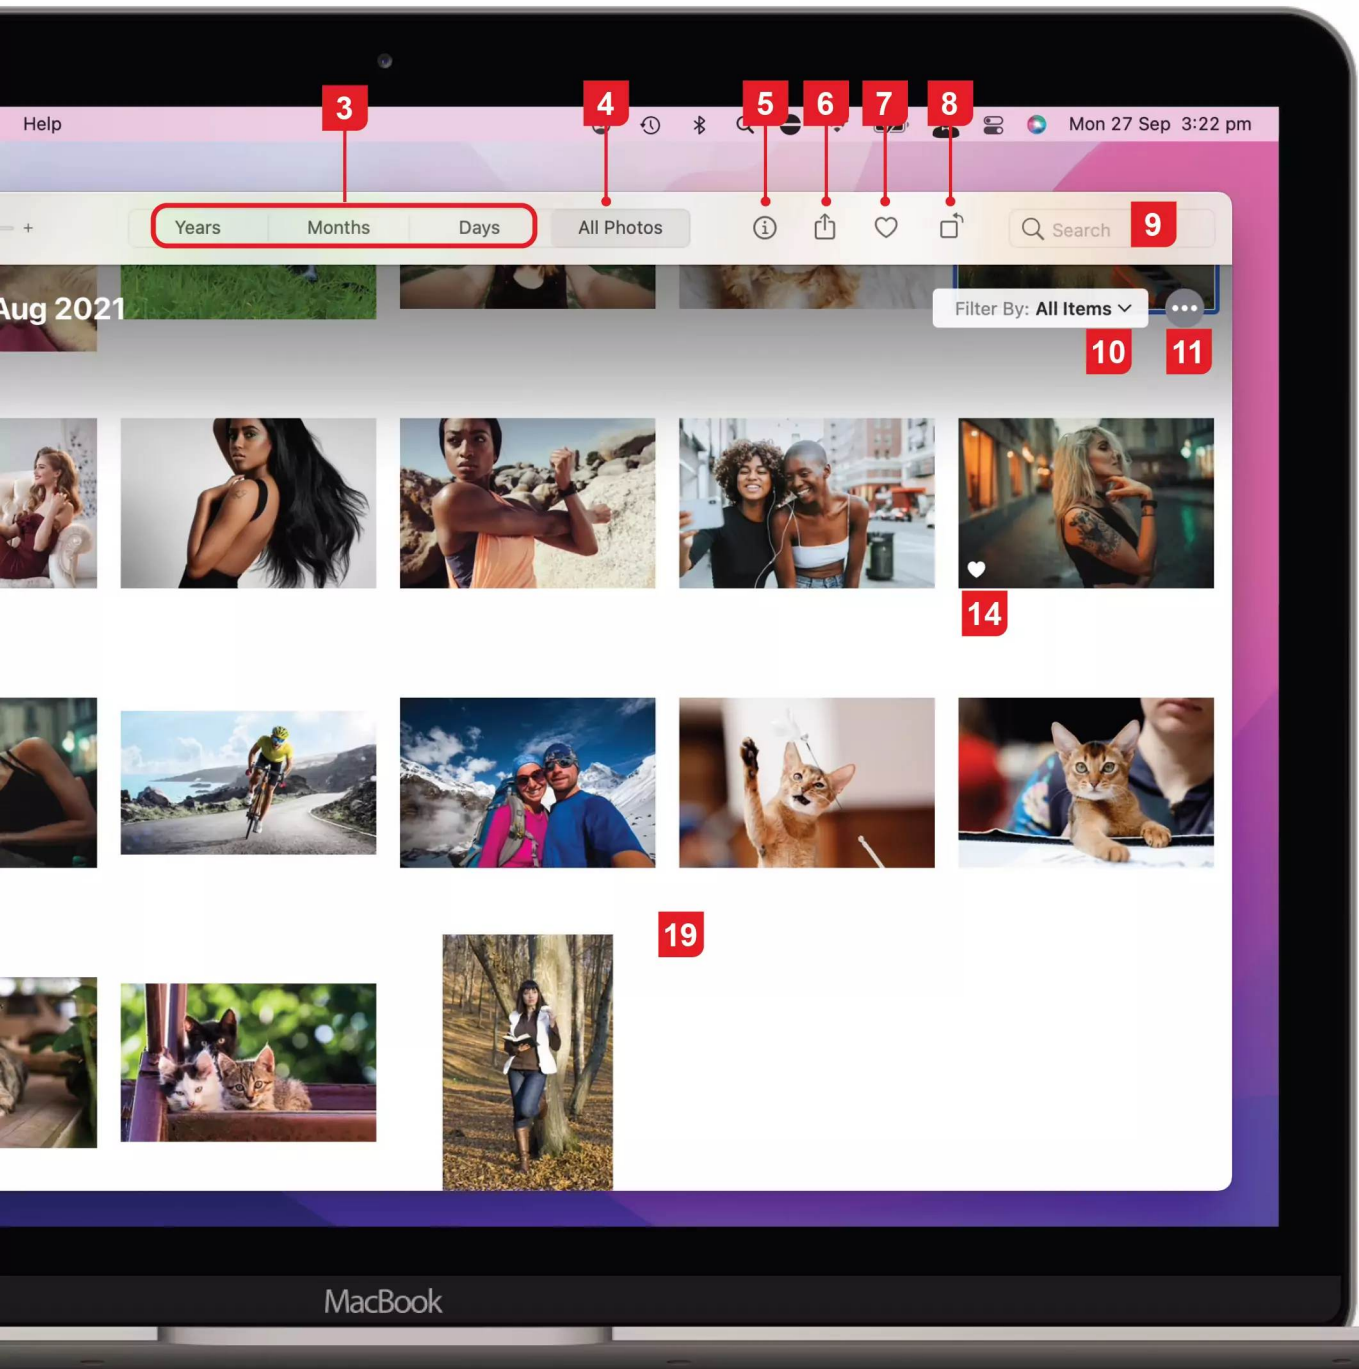 3
4
5
6
7
8
Help
Mon 27 Sep 3:22 pm
+
Years
Months
Days
All Photos
Search
9
Aug 2021
Filter By: All Items
10
11
14
19
MacBook